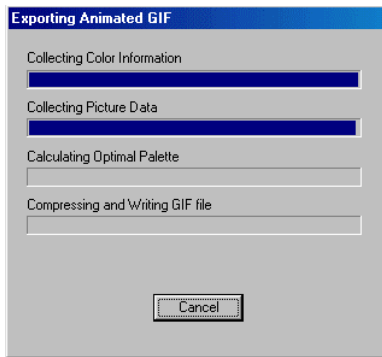 Exporting Animated GIF
Collecting Color Information
Collecting Picture Data
Calculating Optimal Palette
Compressing and Writing GIF file
Cancel